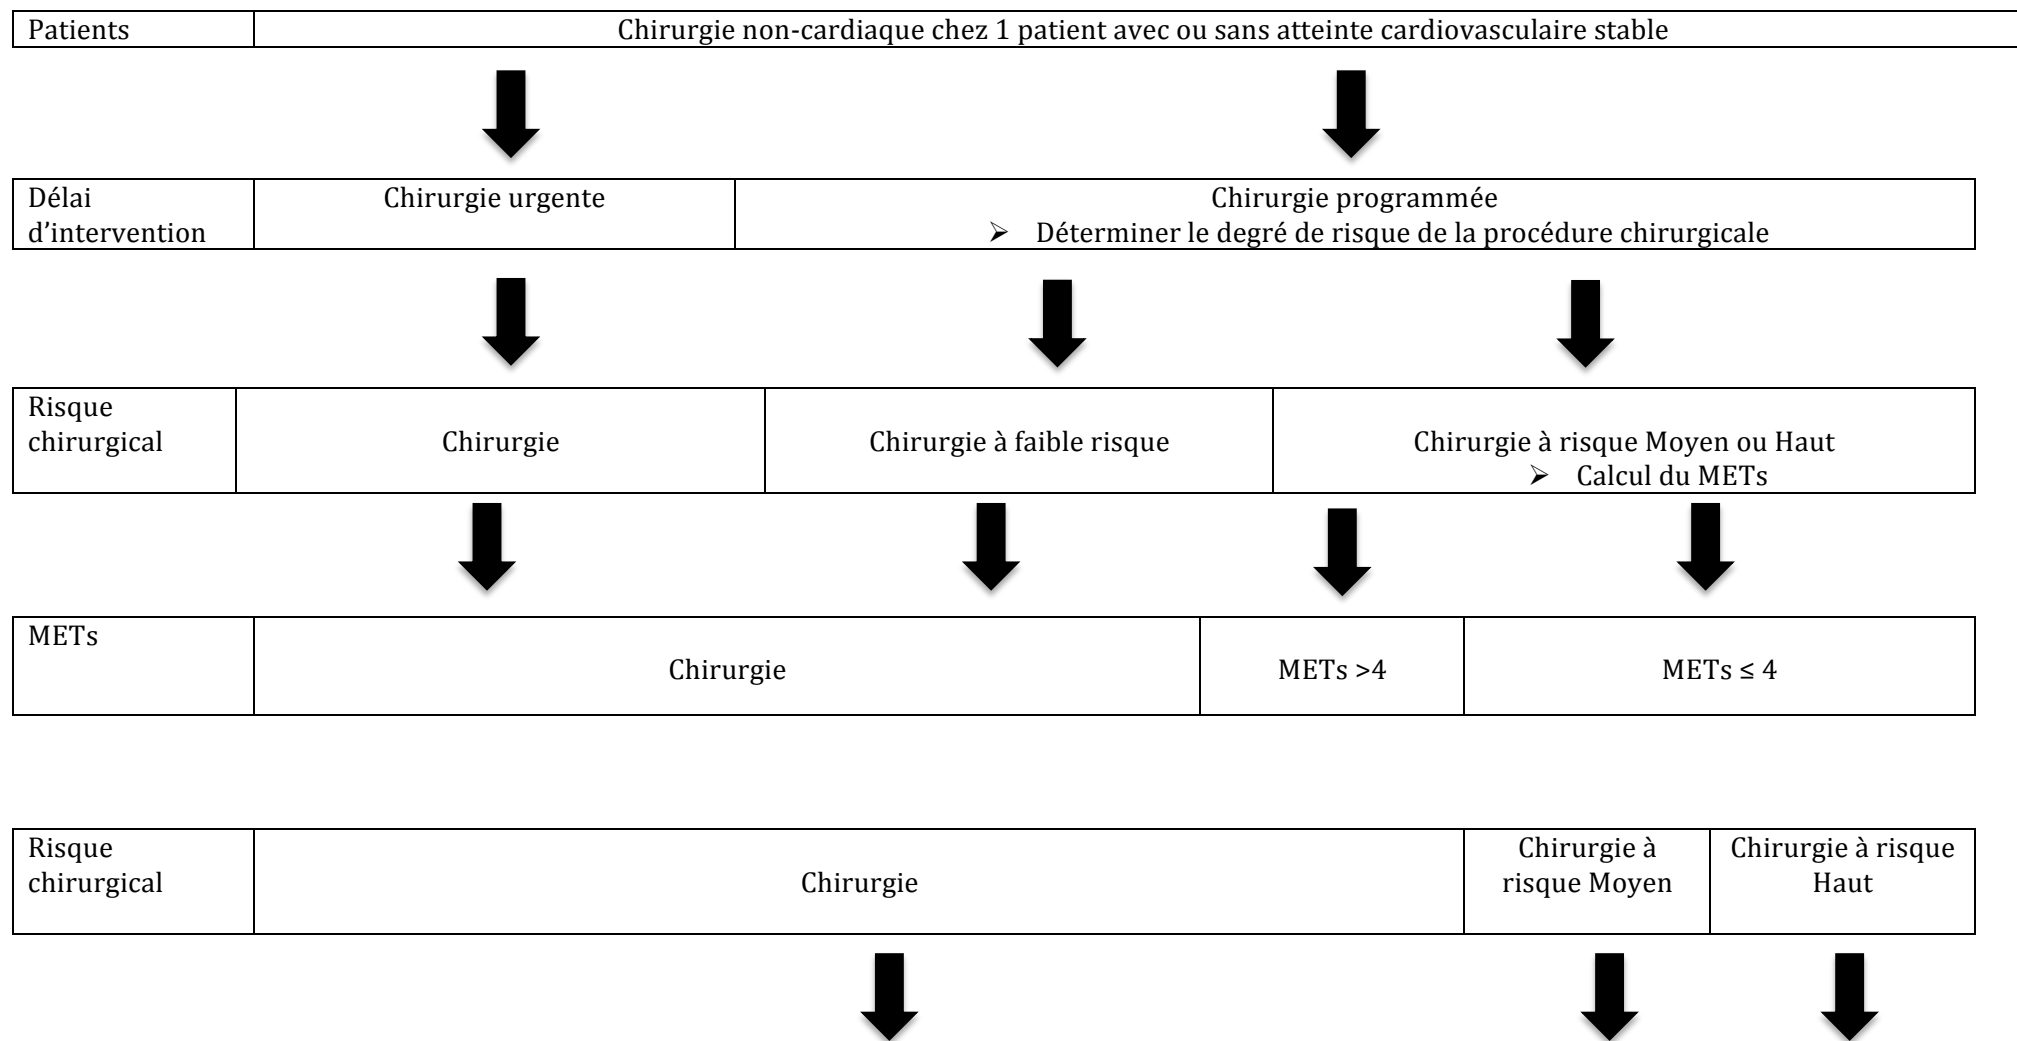 Patients
Chirurgie non-cardiaque chez 1 patient avec ou sans atteinte cardiovasculaire stable
Délai
d’intervention
Chirurgie urgente
Chirurgie programmée
➢ Déterminer le degré de risque de la procédure chirurgicale
Risque
chirurgical
Chirurgie
Chirurgie à faible risque
Chirurgie à risque Moyen ou Haut
➢ Calcul du METs
METs
Chirurgie
METs >4
METs ≤ 4
Risque
chirurgical
Chirurgie
Chirurgie à
risque Moyen
Chirurgie à risque
Haut